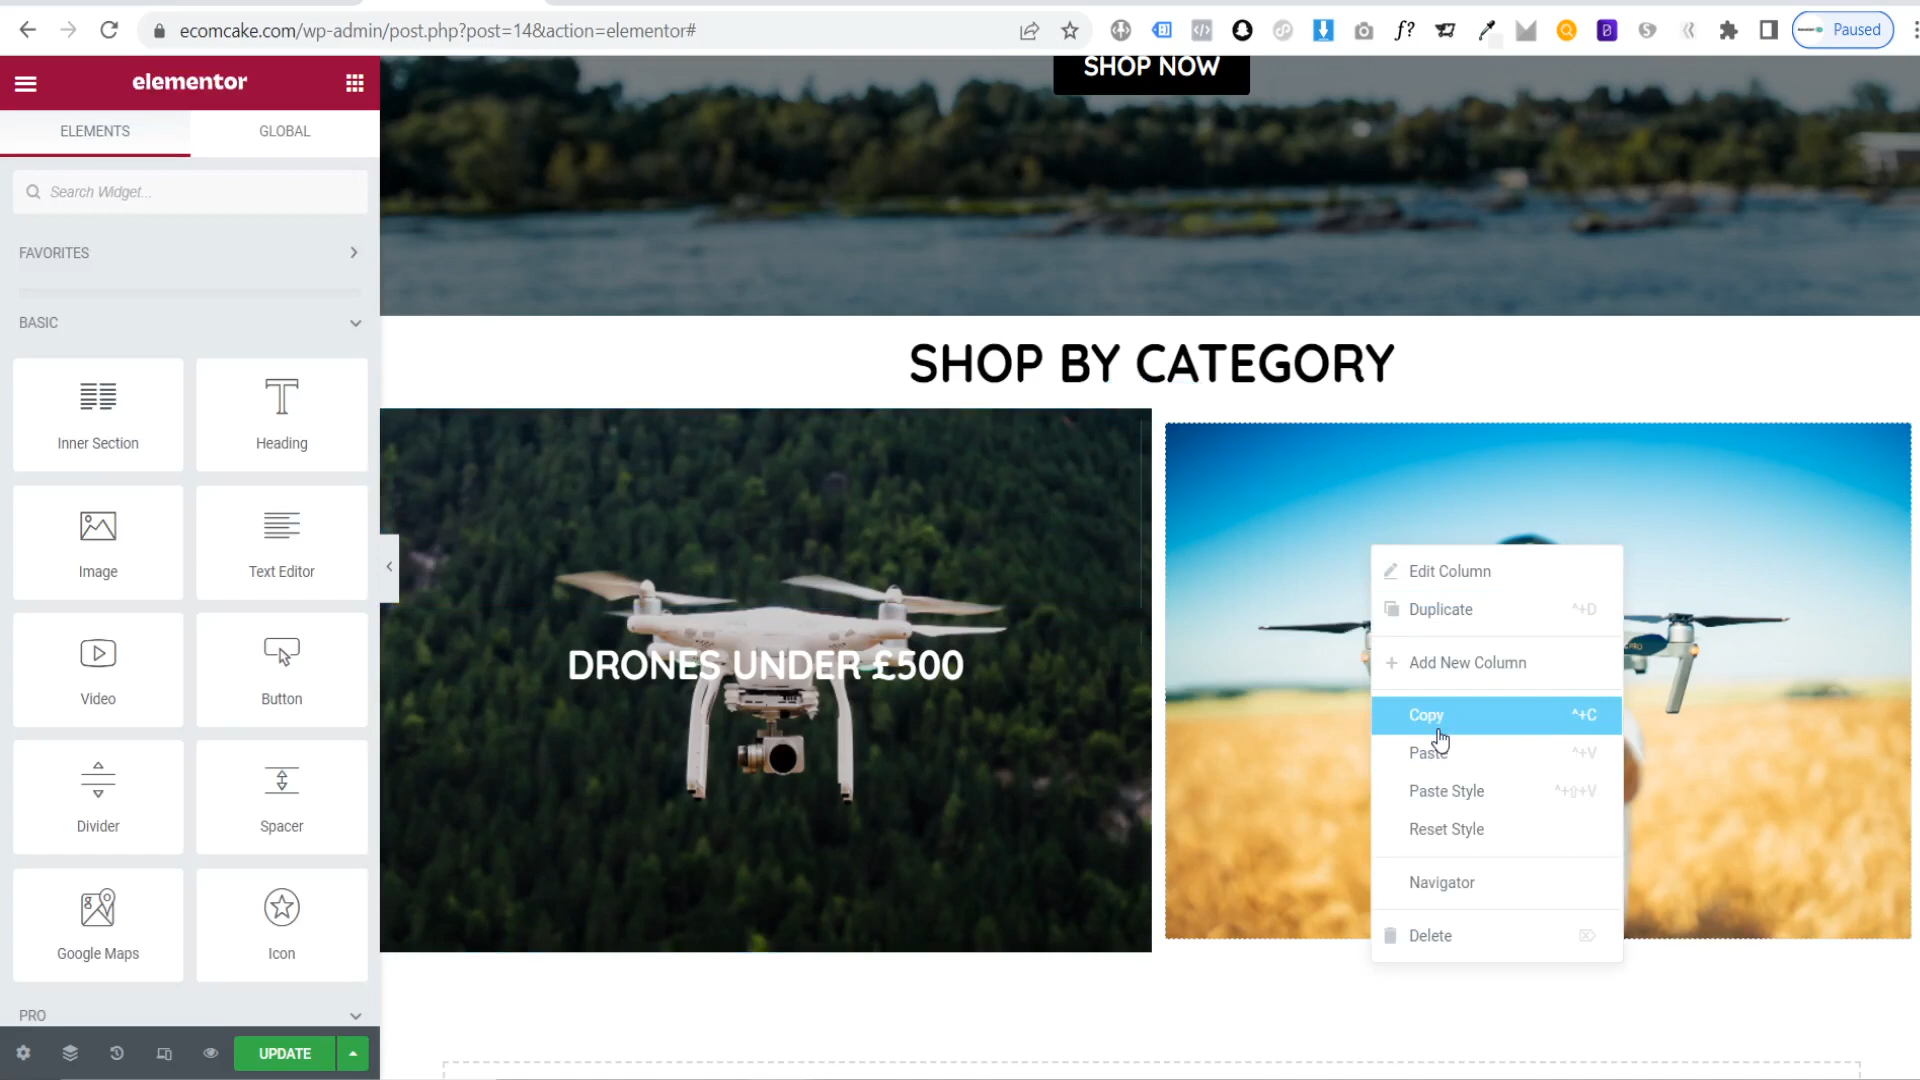 ecomcake.com/wp-admin/post.php?post=14&action=elementor#
f?
Paused
elementor
ELEMENTS
GLOBAL
Search Widget...
FAVORITES
BASIC
Inner Section
Heading
Image
Text Editor
Video
Button
Divider
Spacer
Google Maps
Icon
PRO
UPDATE
SHOP NOW
SHOP BY CATEGORY
DRONES UNDER £500
Edit Column
Duplicate ^+D
Add New Column
Copy ^+C
Paste ^+V
Paste Style ^+⇧+V
Reset Style
Navigator
Delete ⌦